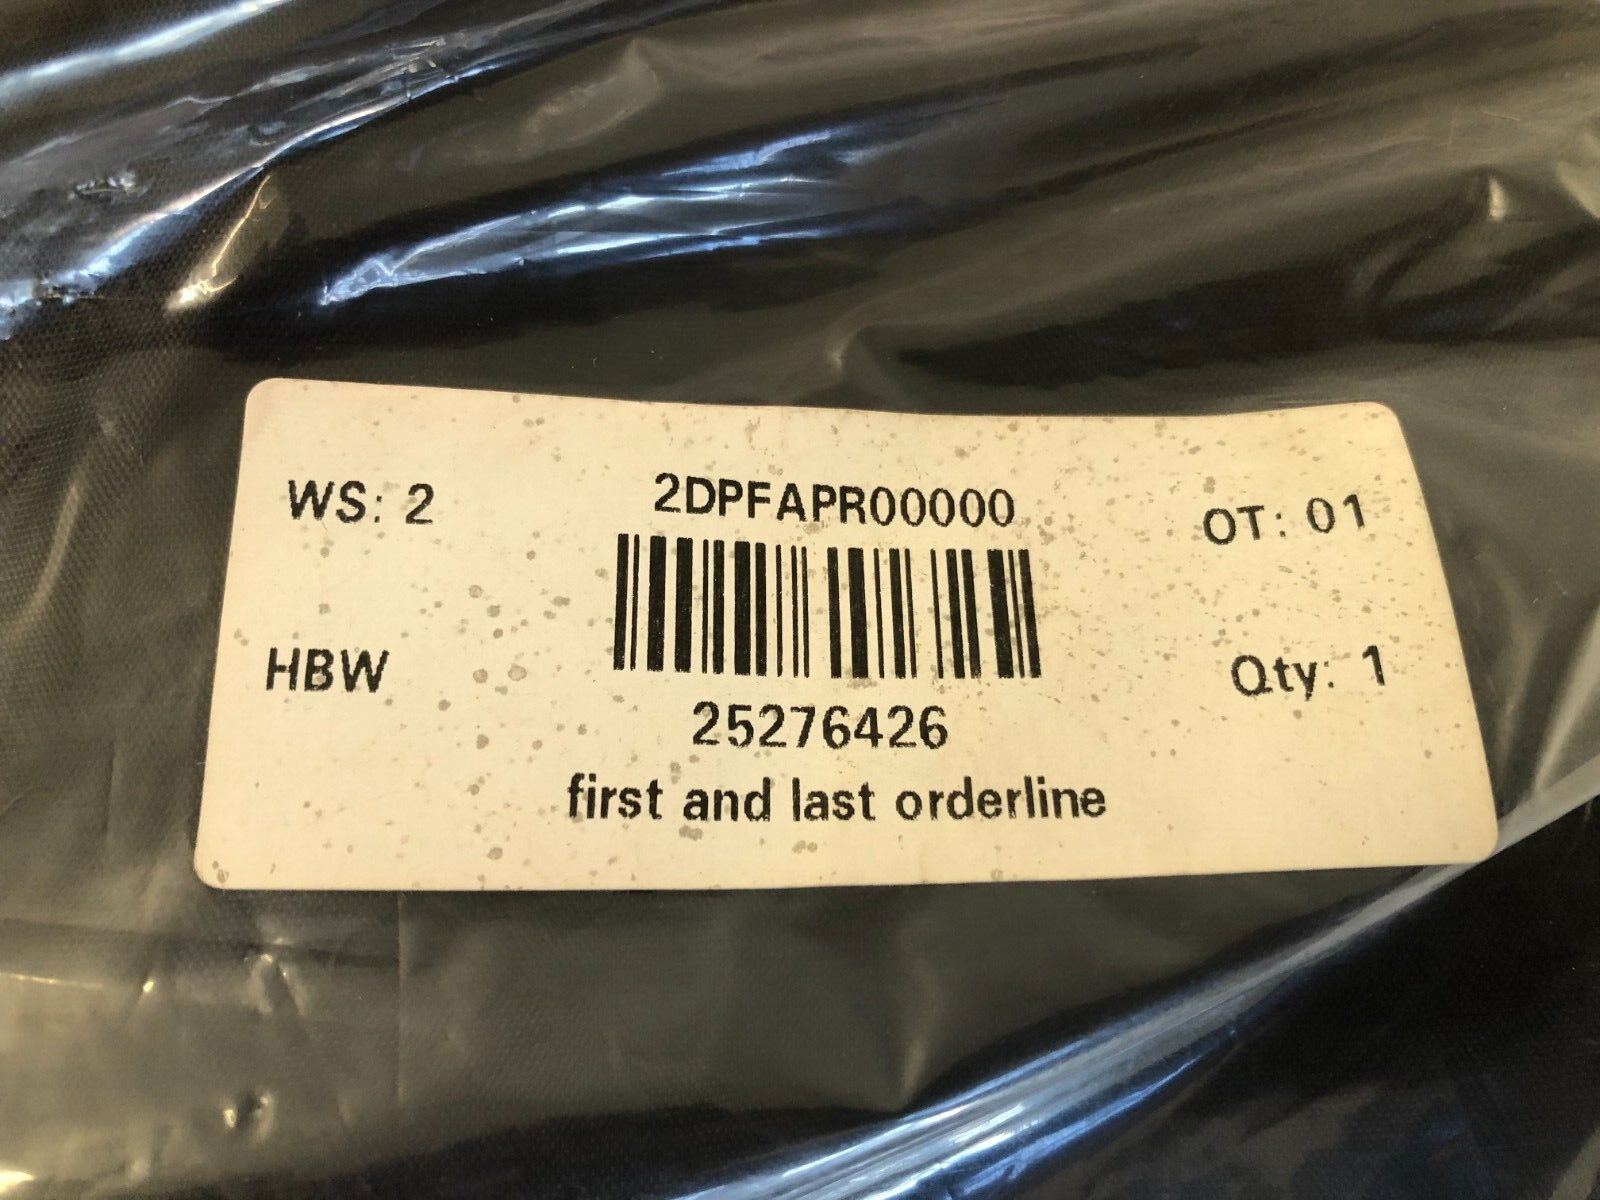 WS: 2 2DPFAPR00000 OT: 01
HBW Qty: 1
25276426
first and last orderline